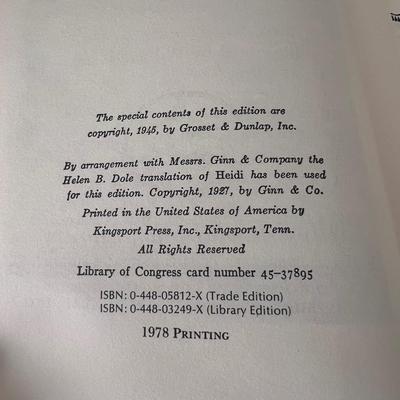 The special contents of this edition are
copyright, 1945, by Grosset & Dunlap, Inc.
By arrangement with Messrs. Ginn & Company the
Helen B. Dole translation of Heidi has been used
for this edition. Copyright, 1927, by Ginn & Co.
Printed in the United States of America by
Kingsport Press, Inc., Kingsport, Tenn.
All Rights Reserved
Library of Congress card number 45-37895
ISBN: 0-448-05812-X (Trade Edition)
ISBN: 0-448-03249-X (Library Edition)
1978 PRINTING